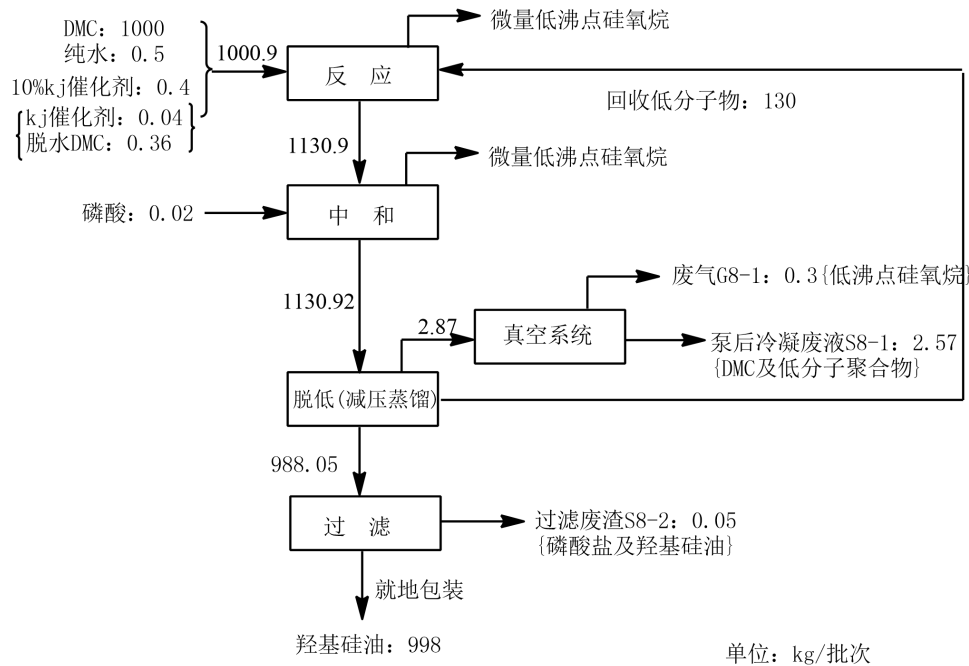 微量低沸点硅氧烷
DMC：1000
纯水：0.5
10%kj催化剂：0.4
kj催化剂：0.04
脱水DMC：0.36
1000.9
反 应
回收低分子物：130
1130.9
微量低沸点硅氧烷
磷酸：0.02
中 和
1130.92
废气G8-1：0.3{低沸点硅氧烷}
2.87
真空系统
泵后冷凝废液S8-1：2.57
{DMC及低分子聚合物}
脱低(减压蒸馏)
988.05
过 滤
过滤废渣S8-2：0.05
{磷酸盐及羟基硅油}
就地包装
羟基硅油：998
单位：kg/批次